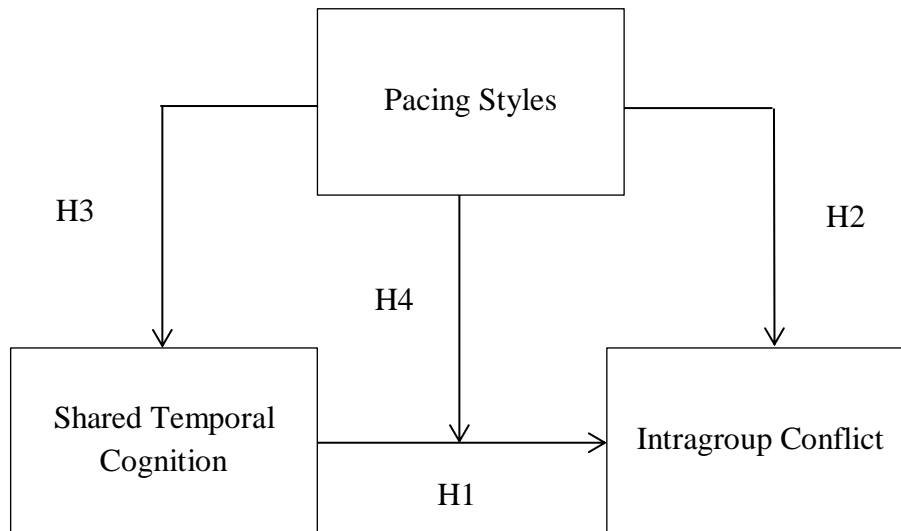 Pacing Styles
H3
H2
H4
Shared Temporal
Cognition
Intragroup Conflict
H1